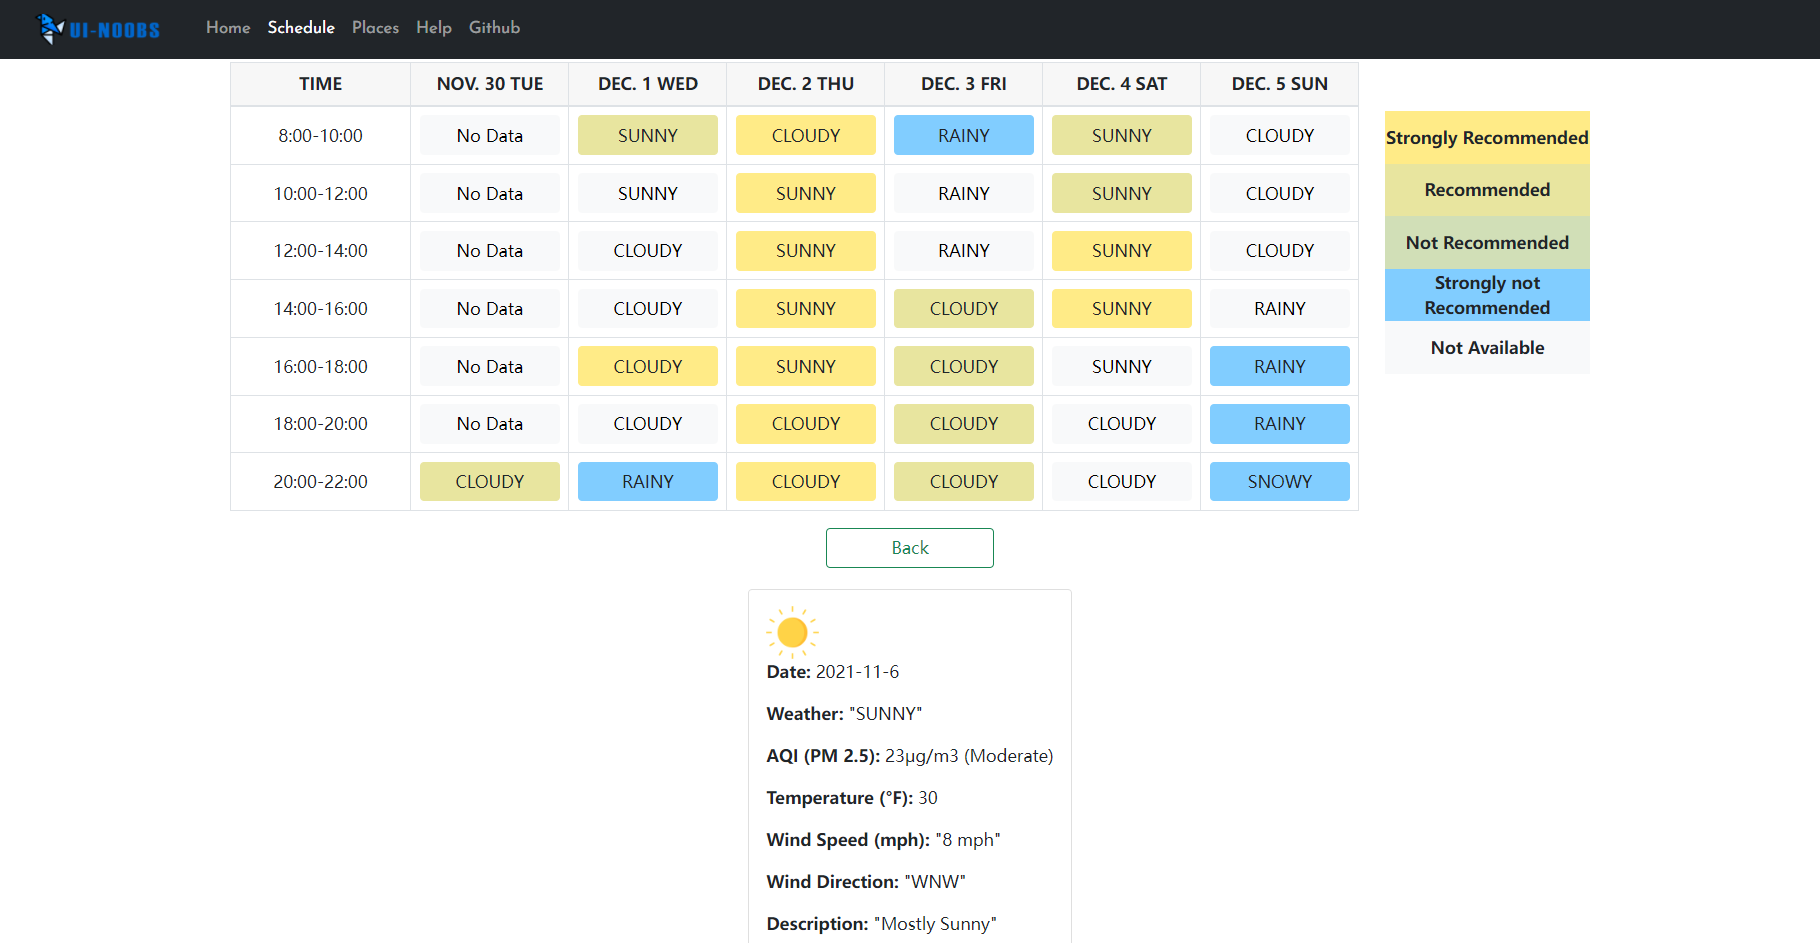 UI-NOOBS Home Schedule Places Help Github
TIME NOV. 30 TUE DEC. 1 WED DEC. 2 THU DEC. 3 FRI DEC. 4 SAT DEC. 5 SUN
8:00-10:00 No Data SUNNY CLOUDY RAINY SUNNY CLOUDY
10:00-12:00 No Data SUNNY SUNNY RAINY SUNNY CLOUDY
12:00-14:00 No Data CLOUDY SUNNY RAINY SUNNY CLOUDY
14:00-16:00 No Data CLOUDY SUNNY CLOUDY SUNNY RAINY
16:00-18:00 No Data CLOUDY SUNNY CLOUDY SUNNY RAINY
18:00-20:00 No Data CLOUDY CLOUDY CLOUDY CLOUDY RAINY
20:00-22:00 CLOUDY RAINY CLOUDY CLOUDY CLOUDY SNOWY
Strongly Recommended
Recommended
Not Recommended
Strongly not
Recommended
Not Available
Back
Date: 2021-11-6
Weather: "SUNNY"
AQI (PM 2.5): 23μg/m3 (Moderate)
Temperature (°F): 30
Wind Speed (mph): "8 mph"
Wind Direction: "WNW"
Description: "Mostly Sunny"